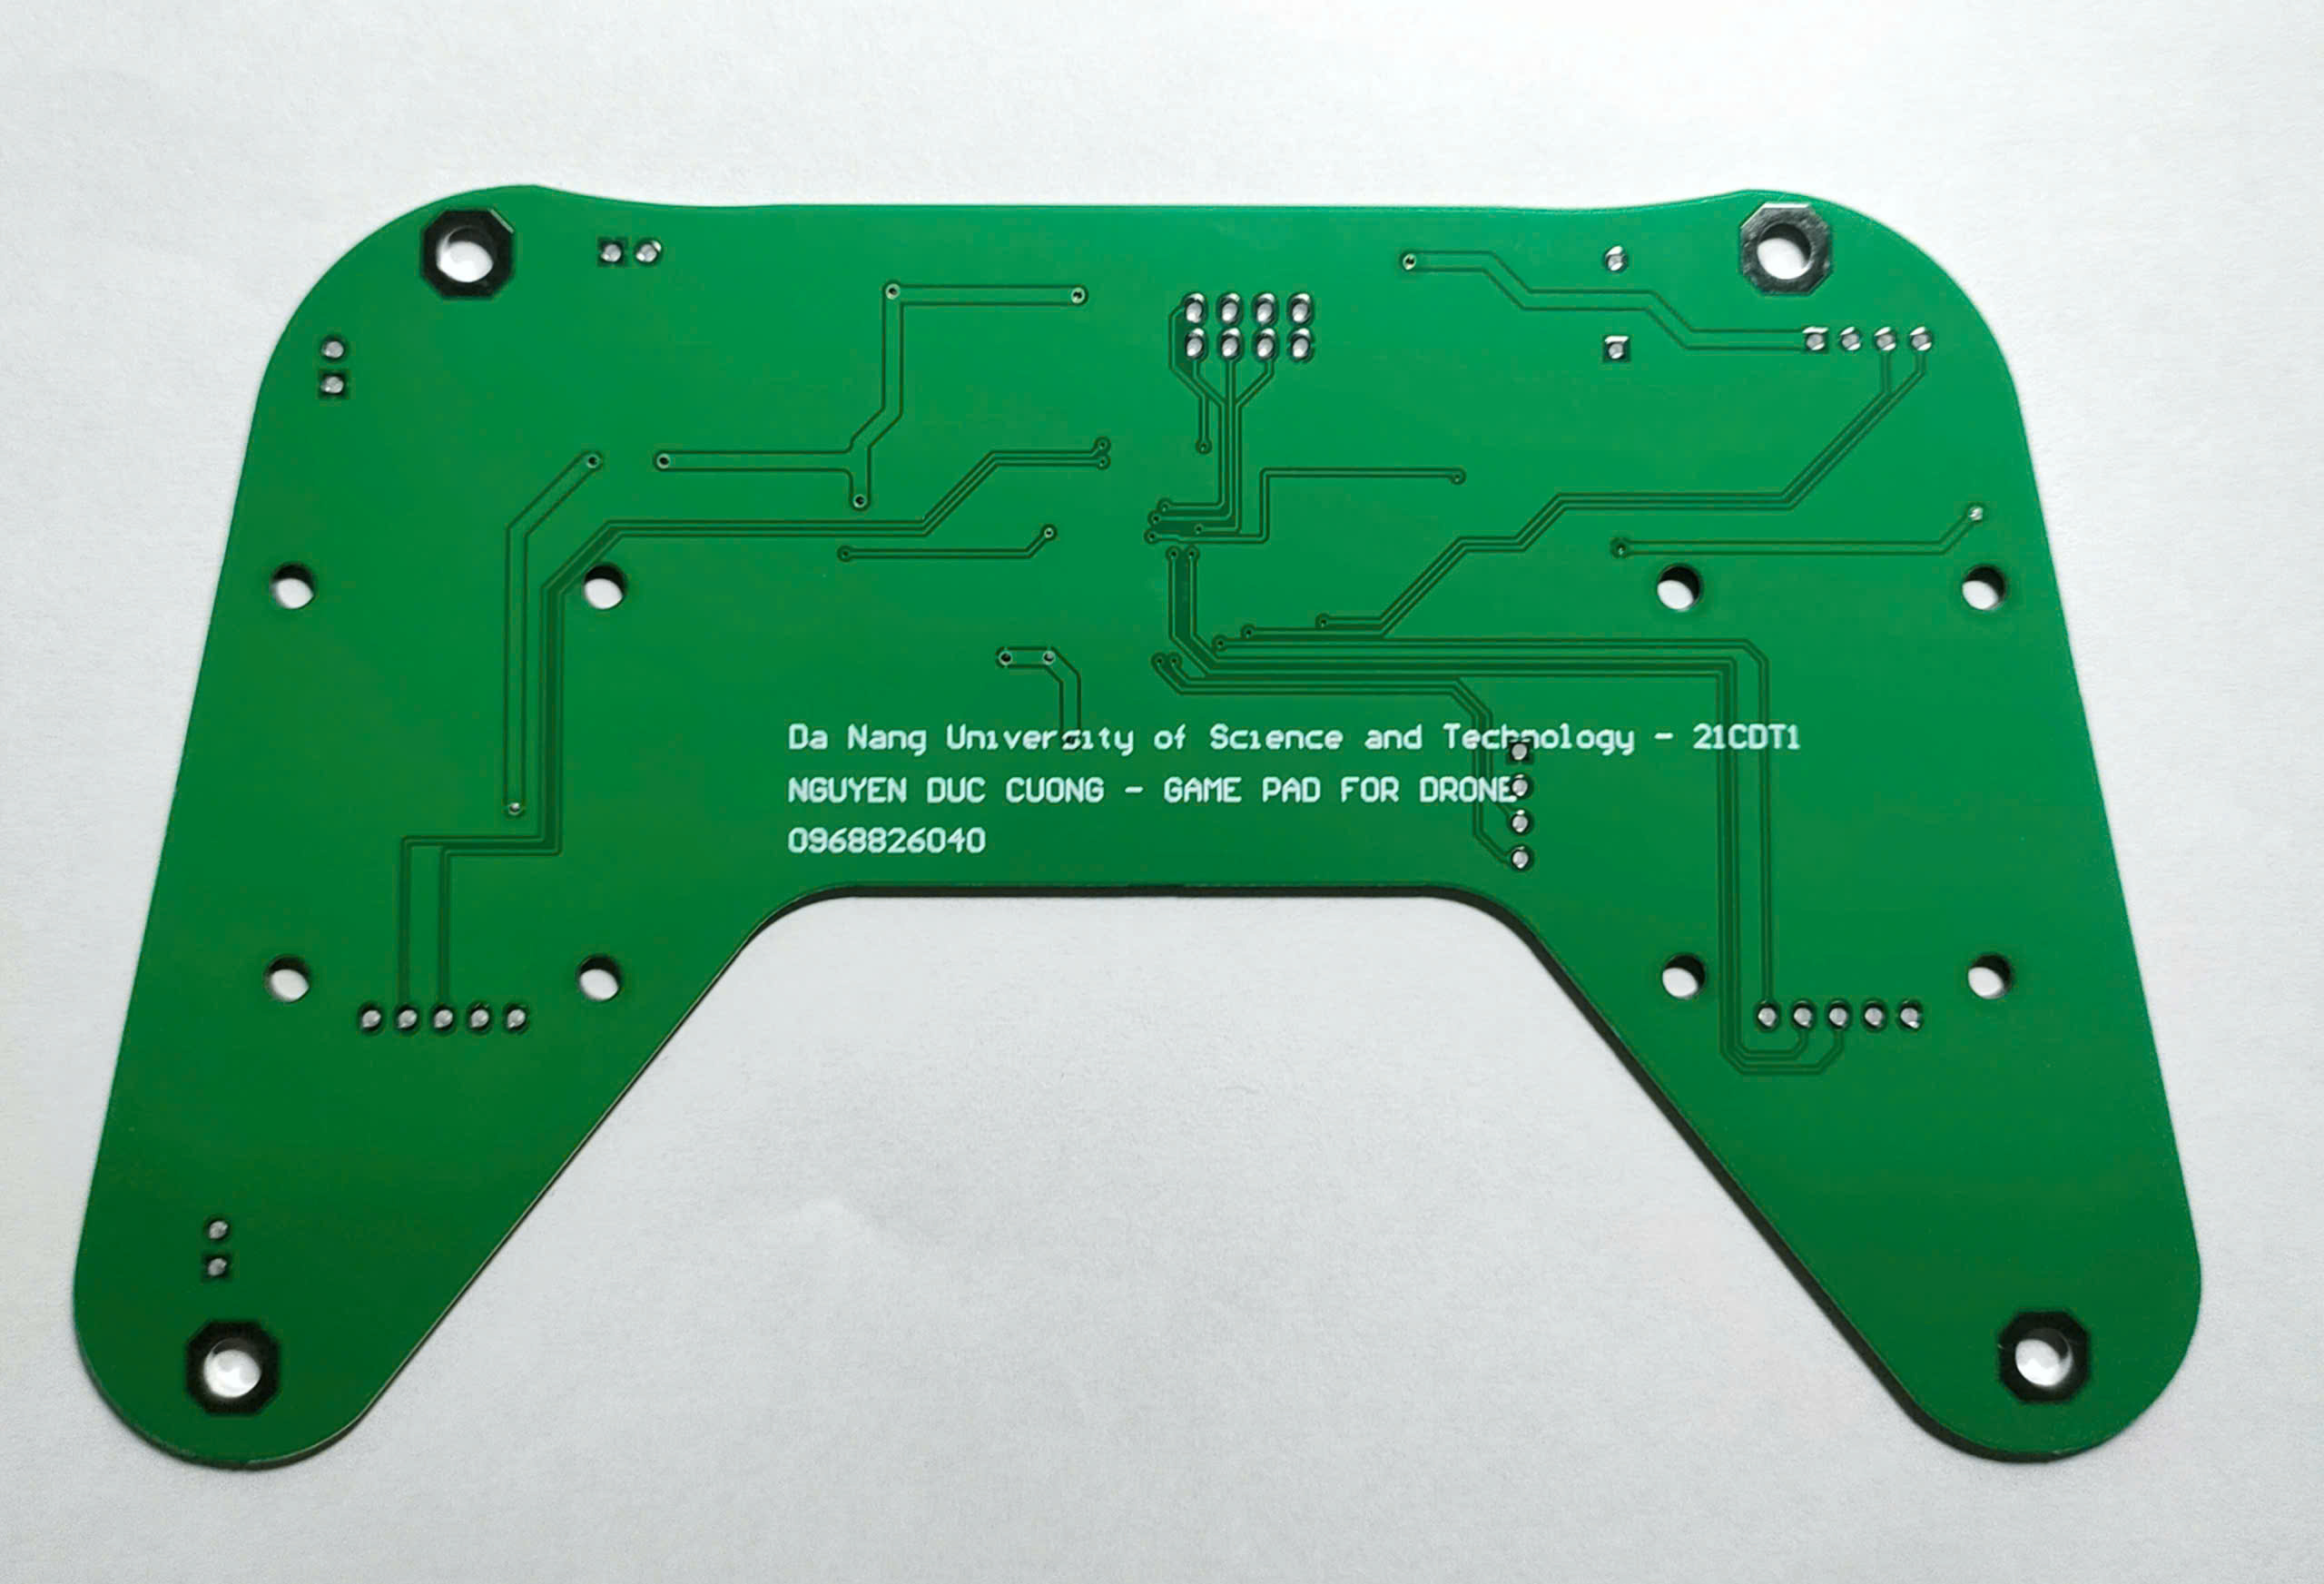 Da Nang University of Science and Technology - 21CDT1
NGUYEN DUC CUONG - GAME PAD FOR DRONE
0968826040